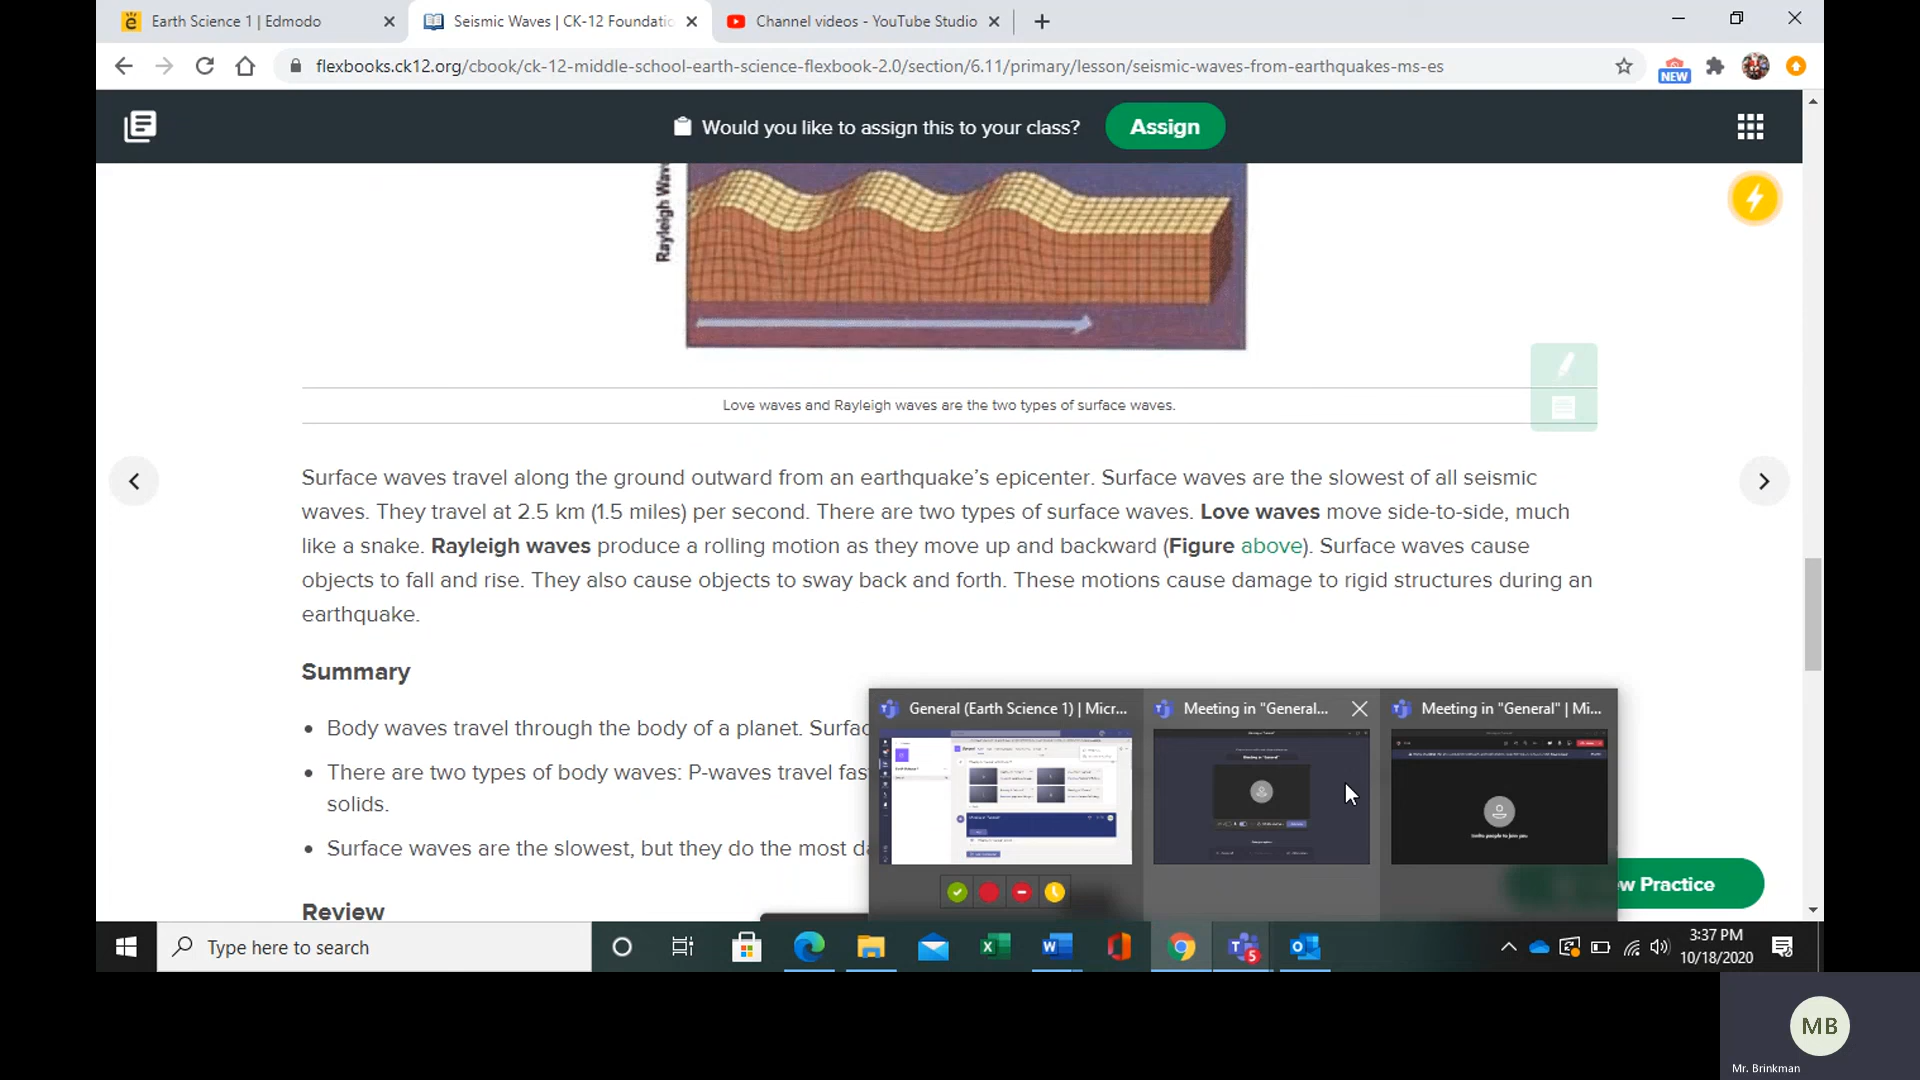 Earth Science 1 | Edmodo
Seismic Waves | CK-12 Foundatio
Channel videos - YouTube Studio
flexbooks.ck12.org/cbook/ck-12-middle-school-earth-science-flexbook-2.0/section/6.11/primary/lesson/seismic-waves-from-earthquakes-ms-es
NEW
Would you like to assign this to your class?
Assign
Rayleigh Wav
Love waves and Rayleigh waves are the two types of surface waves.
Surface waves travel along the ground outward from an earthquake’s epicenter. Surface waves are the slowest of all seismic
waves. They travel at 2.5 km (1.5 miles) per second. There are two types of surface waves. Love waves move side-to-side, much
like a snake. Rayleigh waves produce a rolling motion as they move up and backward (Figure above). Surface waves cause
objects to fall and rise. They also cause objects to sway back and forth. These motions cause damage to rigid structures during an
earthquake.
Summary
Body waves travel through the body of a planet. Surfac
There are two types of body waves: P-waves travel fas
solids.
Surface waves are the slowest, but they do the most da
Review
General (Earth Science 1) | Micr...
Meeting in "General...
Meeting in "General" | Mi...
Invite people to join you
w Practice
Type here to search
5
3:37 PM
10/18/2020
MB
Mr. Brinkman